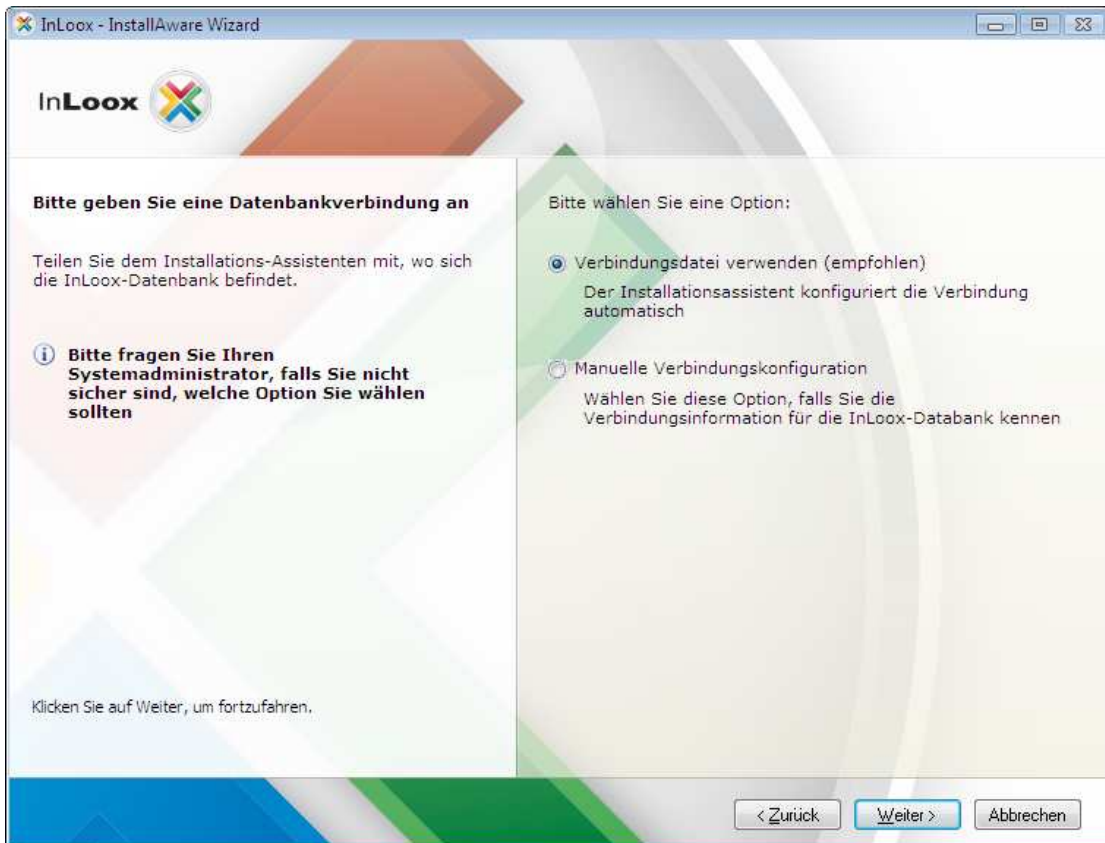 InLoox - InstallAware Wizard
InLoox
Bitte geben Sie eine Datenbankverbindung an
Teilen Sie dem Installations-Assistenten mit, wo sich
die InLoox-Datenbank befindet.
Bitte fragen Sie Ihren
Systemadministrator, falls Sie nicht
sicher sind, welche Option Sie wählen
sollten
Klicken Sie auf Weiter, um fortzufahren.
Bitte wählen Sie eine Option:
Verbindungsdatei verwenden (empfohlen)
Der Installationsassistent konfiguriert die Verbindung
automatisch
Manuelle Verbindungskonfiguration
Wählen Sie diese Option, falls Sie die
Verbindungsinformation für die InLoox-Databank kennen
< Zurück
Weiter >
Abbrechen